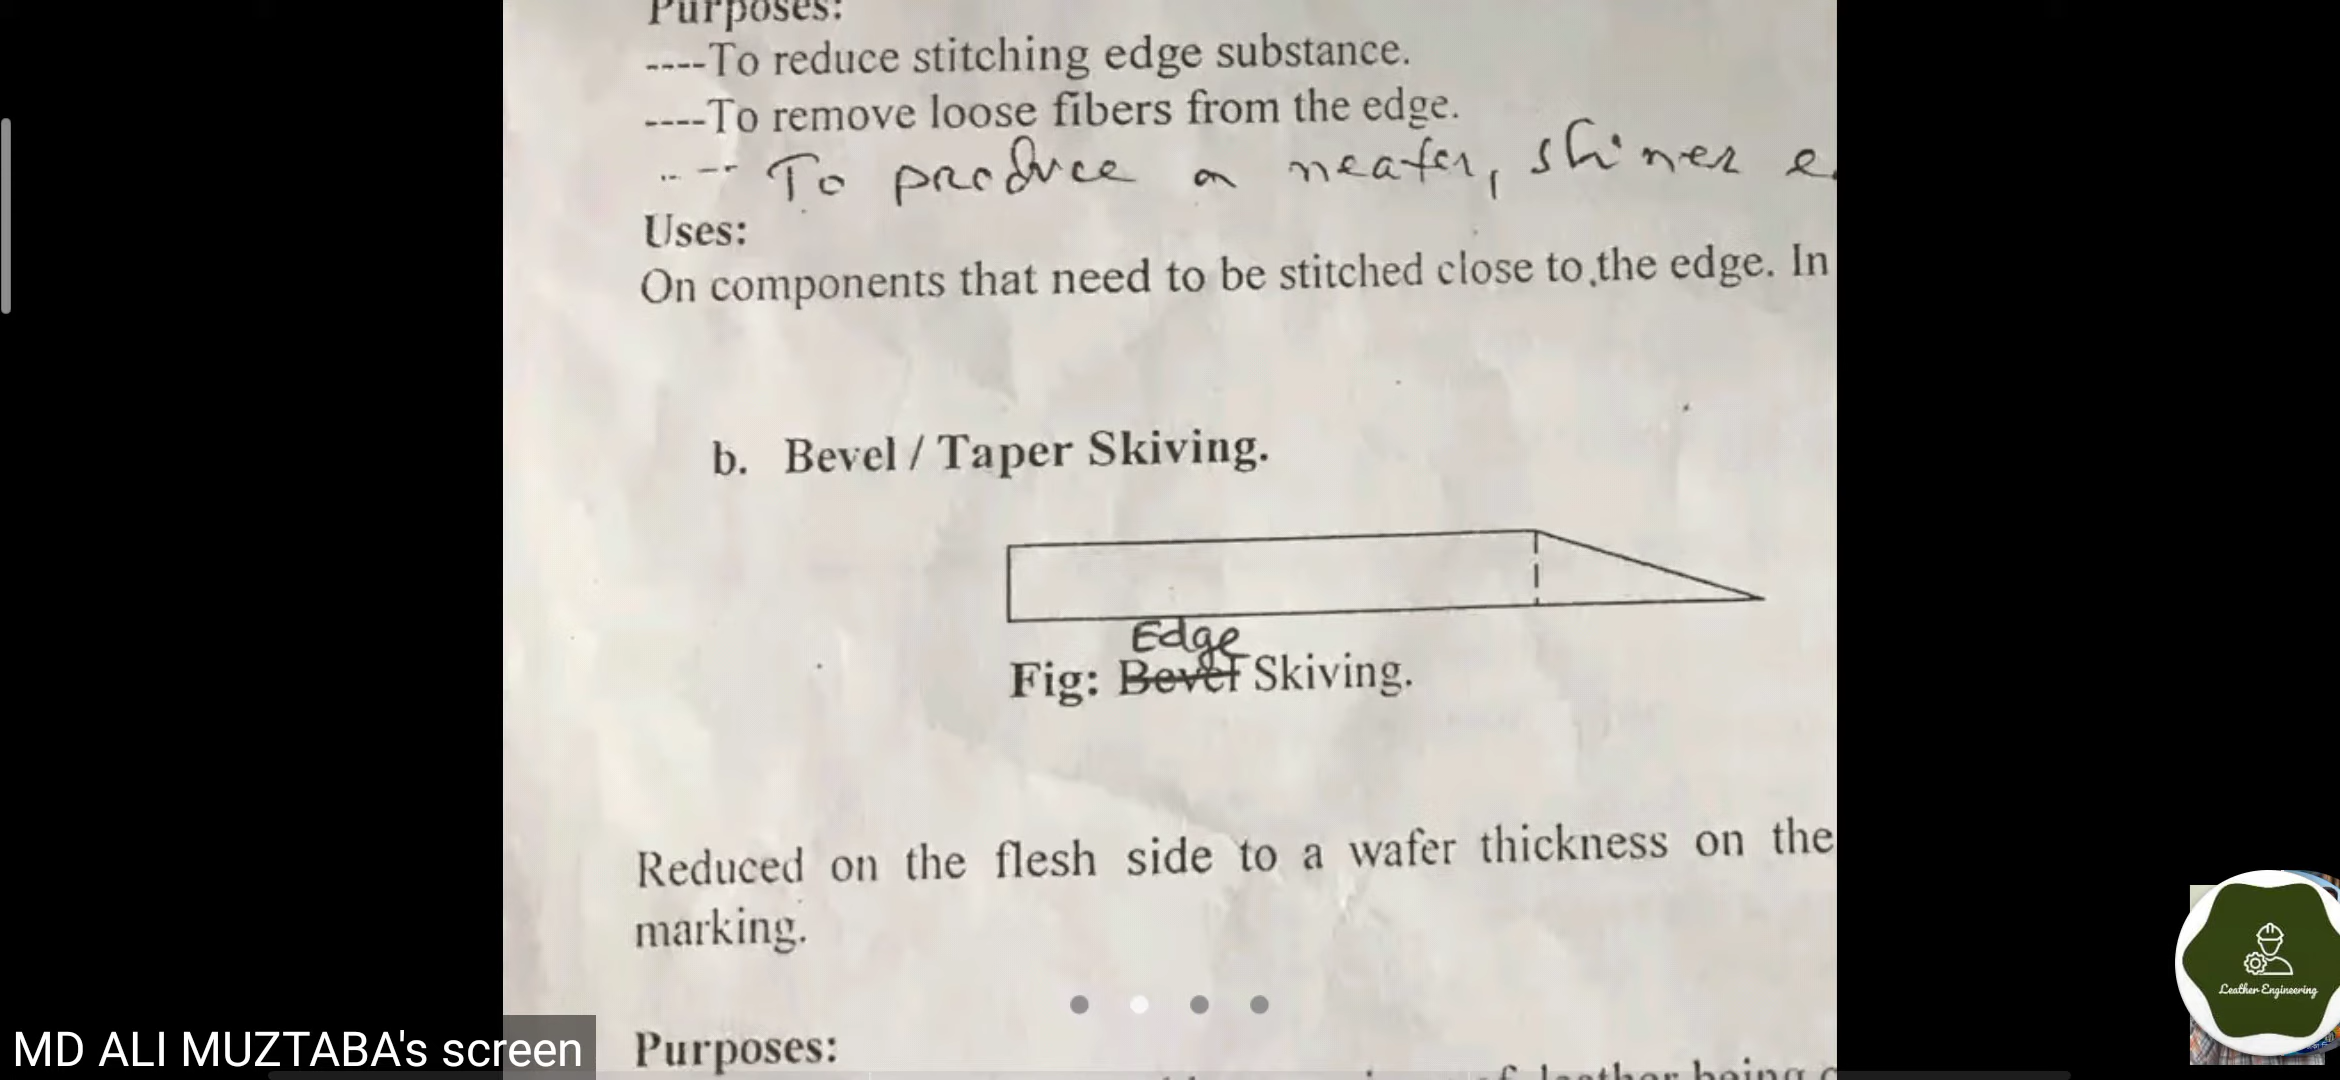 Purposes:
----To reduce stitching edge substance.
----To remove loose fibers from the edge.
---- To produce a neater, shiner e
Uses:
On components that need to be stitched close to the edge. In
b. Bevel / Taper Skiving.
Edge
Fig: Bevel Skiving.
Reduced on the flesh side to a wafer thickness on the
marking.
Purposes:
leather being
MD ALI MUZTABA's screen
Leather Engineering